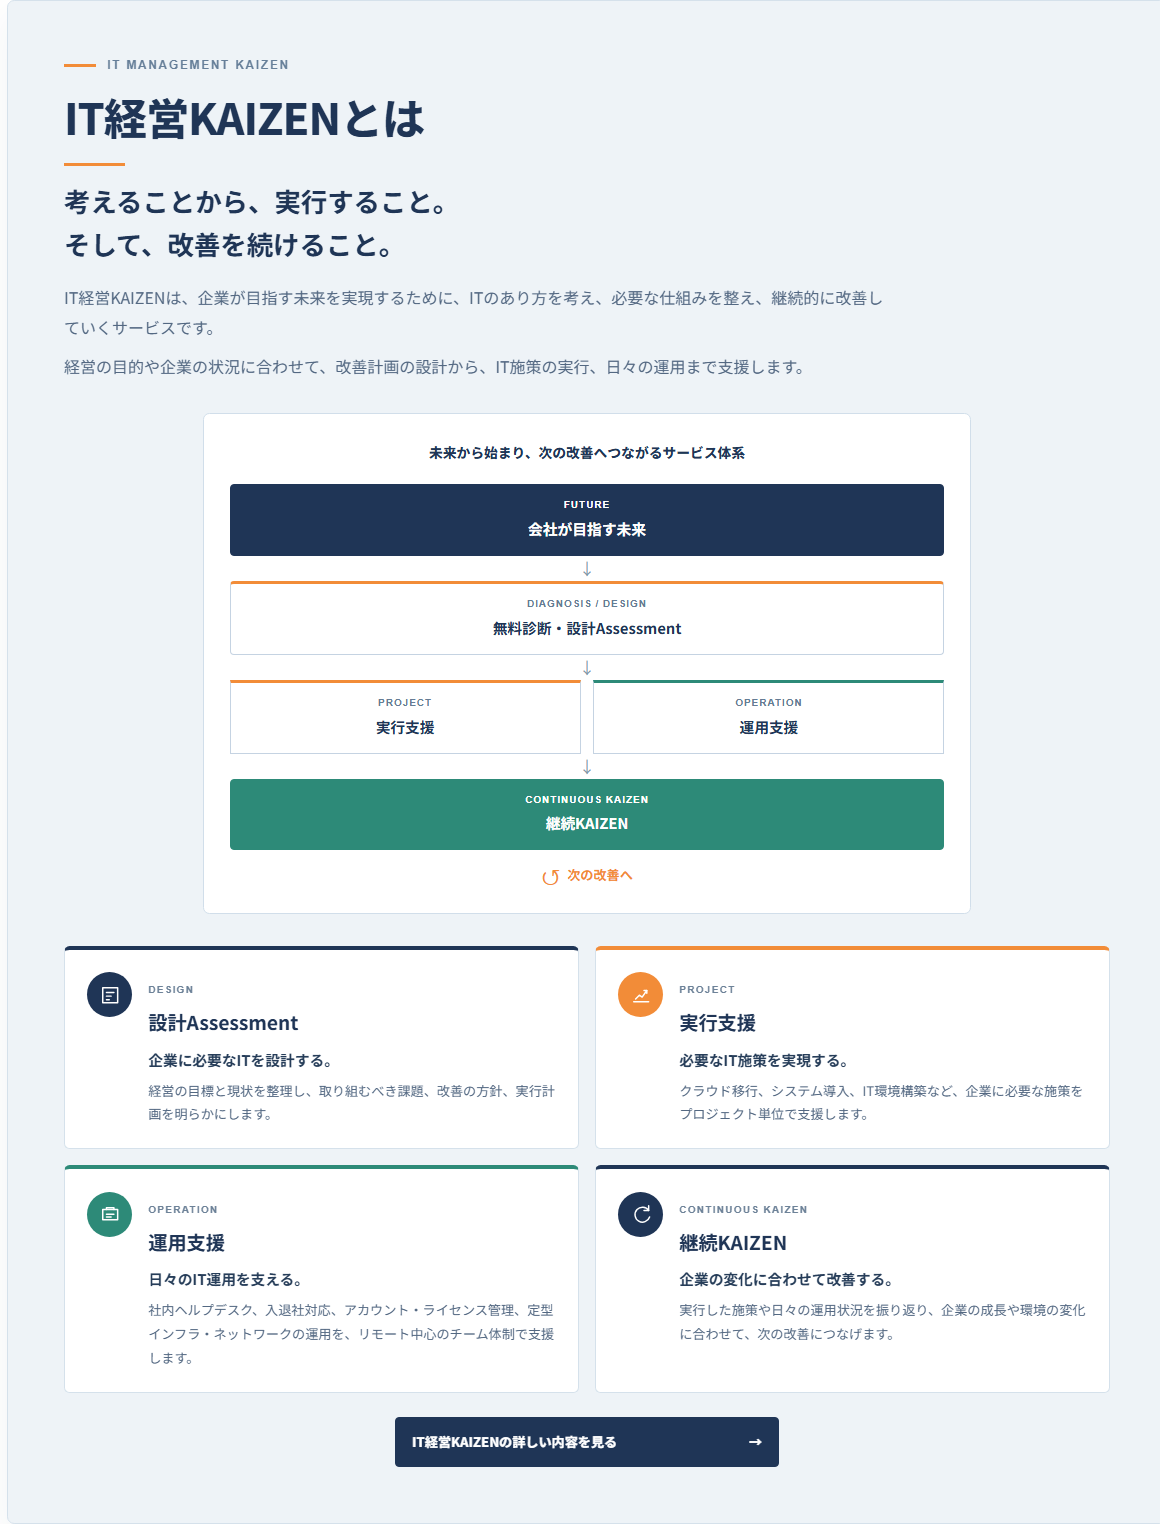 IT MANAGEMENT KAIZEN
IT経営KAIZENとは
考えることから、実行すること。
そして、改善を続けること。
IT経営KAIZENは、企業が目指す未来を実現するために、ITのあり方を考え、必要な仕組みを整え、継続的に改善し
ていくサービスです。
経営の目的や企業の状況に合わせて、改善計画の設計から、IT施策の実行、日々の運用まで支援します。
未来から始まり、次の改善へつながるサービス体系
FUTURE
会社が目指す未来
↓
DIAGNOSIS / DESIGN
無料診断・設計Assessment
↓
PROJECT
実行支援
OPERATION
運用支援
↓
CONTINUOUS KAIZEN
継続KAIZEN
↺ 次の改善へ
DESIGN
設計Assessment
企業に必要なITを設計する。
経営の目標と現状を整理し、取り組むべき課題、改善の方針、実行計
画を明らかにします。
PROJECT
実行支援
必要なIT施策を実現する。
クラウド移行、システム導入、IT環境構築など、企業に必要な施策を
プロジェクト単位で支援します。
OPERATION
運用支援
日々のIT運用を支える。
社内ヘルプデスク、入退社対応、アカウント・ライセンス管理、定型
インフラ・ネットワークの運用を、リモート中心のチーム体制で支援
します。
CONTINUOUS KAIZEN
継続KAIZEN
企業の変化に合わせて改善する。
実行した施策や日々の運用状況を振り返り、企業の成長や環境の変化
に合わせて、次の改善につなげます。
IT経営KAIZENの詳しい内容を見る →